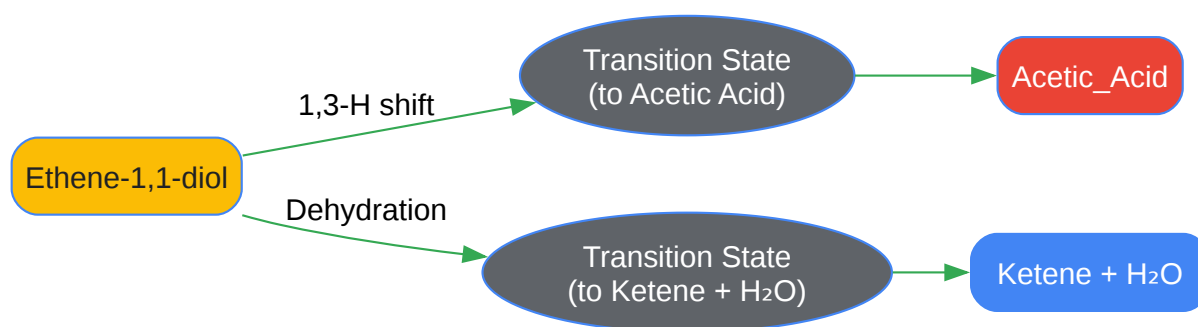 Ethene-1,1-diol
1,3-H shift
Transition State
(to Acetic Acid)
Acetic_Acid
Dehydration
Transition State
(to Ketene + H₂O)
Ketene + H₂O